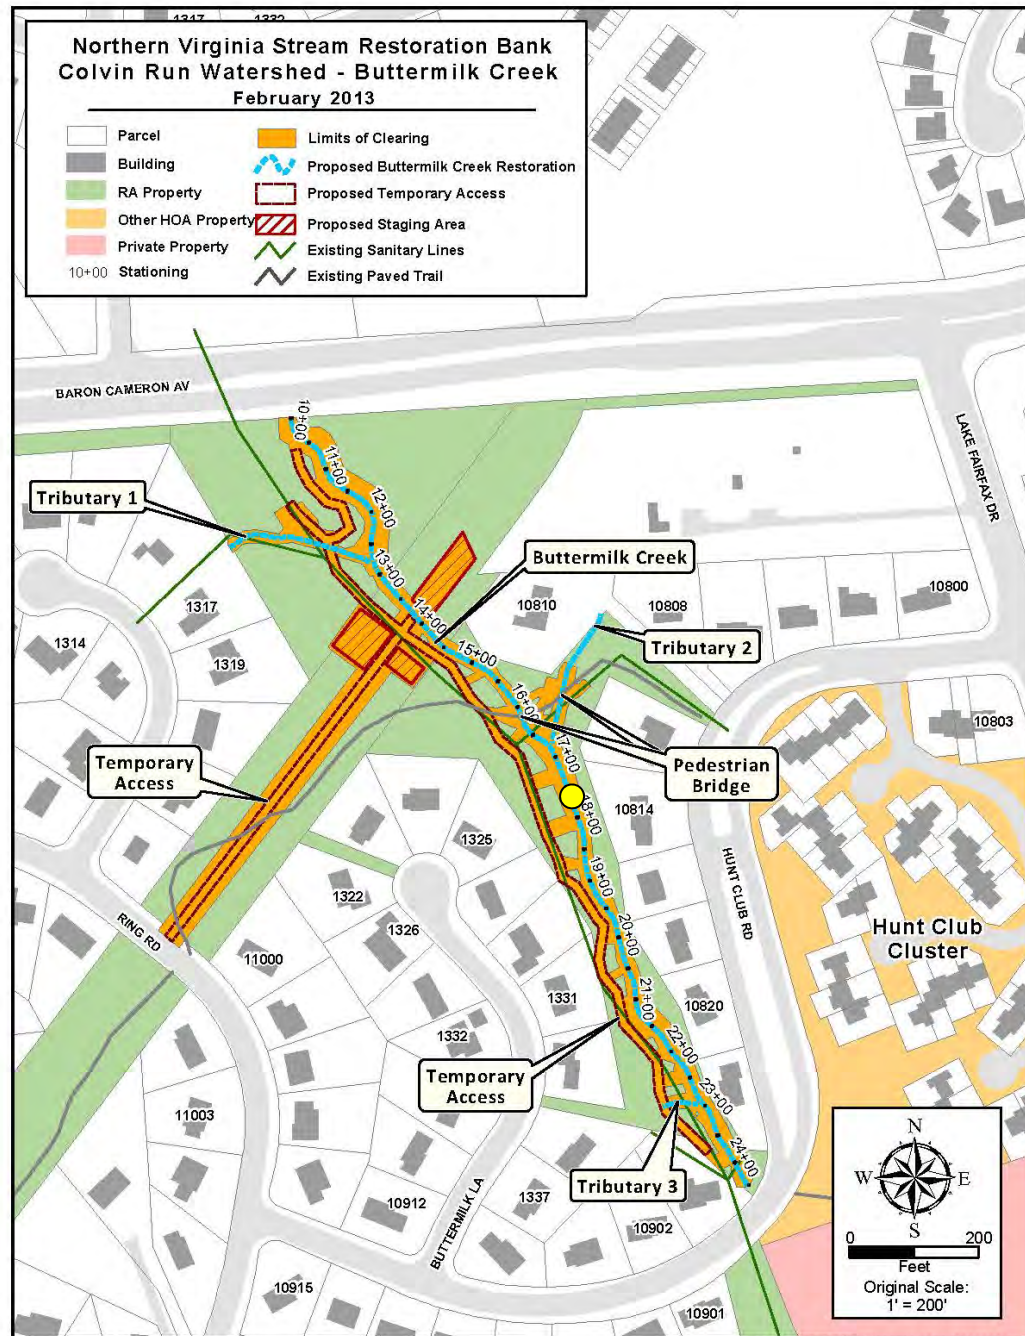 1317
1332
Northern Virginia Stream Restoration Bank
Colvin Run Watershed - Buttermilk Creek
February 2013
Parcel
Building
RA Property
Other HOA Property
Private Property
10+00 Stationing
Limits of Clearing
Proposed Buttermilk Creek Restoration
Proposed Temporary Access
Proposed Staging Area
Existing Sanitary Lines
Existing Paved Trail
BARON CAMERON AV
LAKE FAIRFAX DR
10+00
11+00
12+00
Tributary 1
13+00
Buttermilk Creek
14+00
1317
1314
1319
10810
10808
10800
15+00
Tributary 2
16+00
10803
17+00
Temporary
Access
Pedestrian
Bridge
18+00
10814
1325
19+00
1322
1326
HUNT CLUB RD
20+00
Hunt Club
Cluster
RING RD
11000
21+00
1331
10820
1332
22+00
Temporary
Access
23+00
11003
24+00
Tributary 3
10912
BUTTERMILK LA
1337
10902
10915
10901
N
W
E
S
0
200
Feet
Original Scale:
1' = 200'